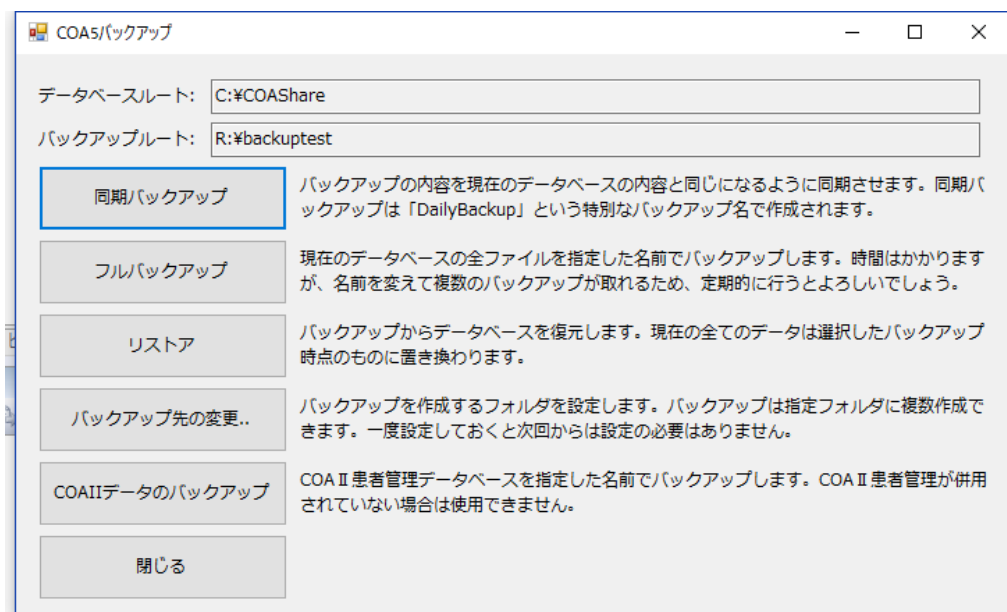 COA5バックアップ
データベースルート: C:¥COAShare
バックアップルート: R:¥backuptest
同期バックアップ
バックアップの内容を現在のデータベースの内容と同じになるように同期させます。同期バ
ックアップは「DailyBackup」という特別なバックアップ名で作成されます。
フルバックアップ
現在のデータベースの全ファイルを指定した名前でバックアップします。時間はかかります
が、名前を変えて複数のバックアップが取れるため、定期的に行うとよろしいでしょう。
リストア
バックアップからデータベースを復元します。現在の全てのデータは選択したバックアップ
時点のものに置き換わります。
バックアップ先の変更..
バックアップを作成するフォルダを設定します。バックアップは指定フォルダに複数作成で
きます。一度設定しておくと次回からは設定の必要はありません。
COAIIデータのバックアップ
COAⅡ患者管理データベースを指定した名前でバックアップします。COAⅡ患者管理が併用
されていない場合は使用できません。
閉じる